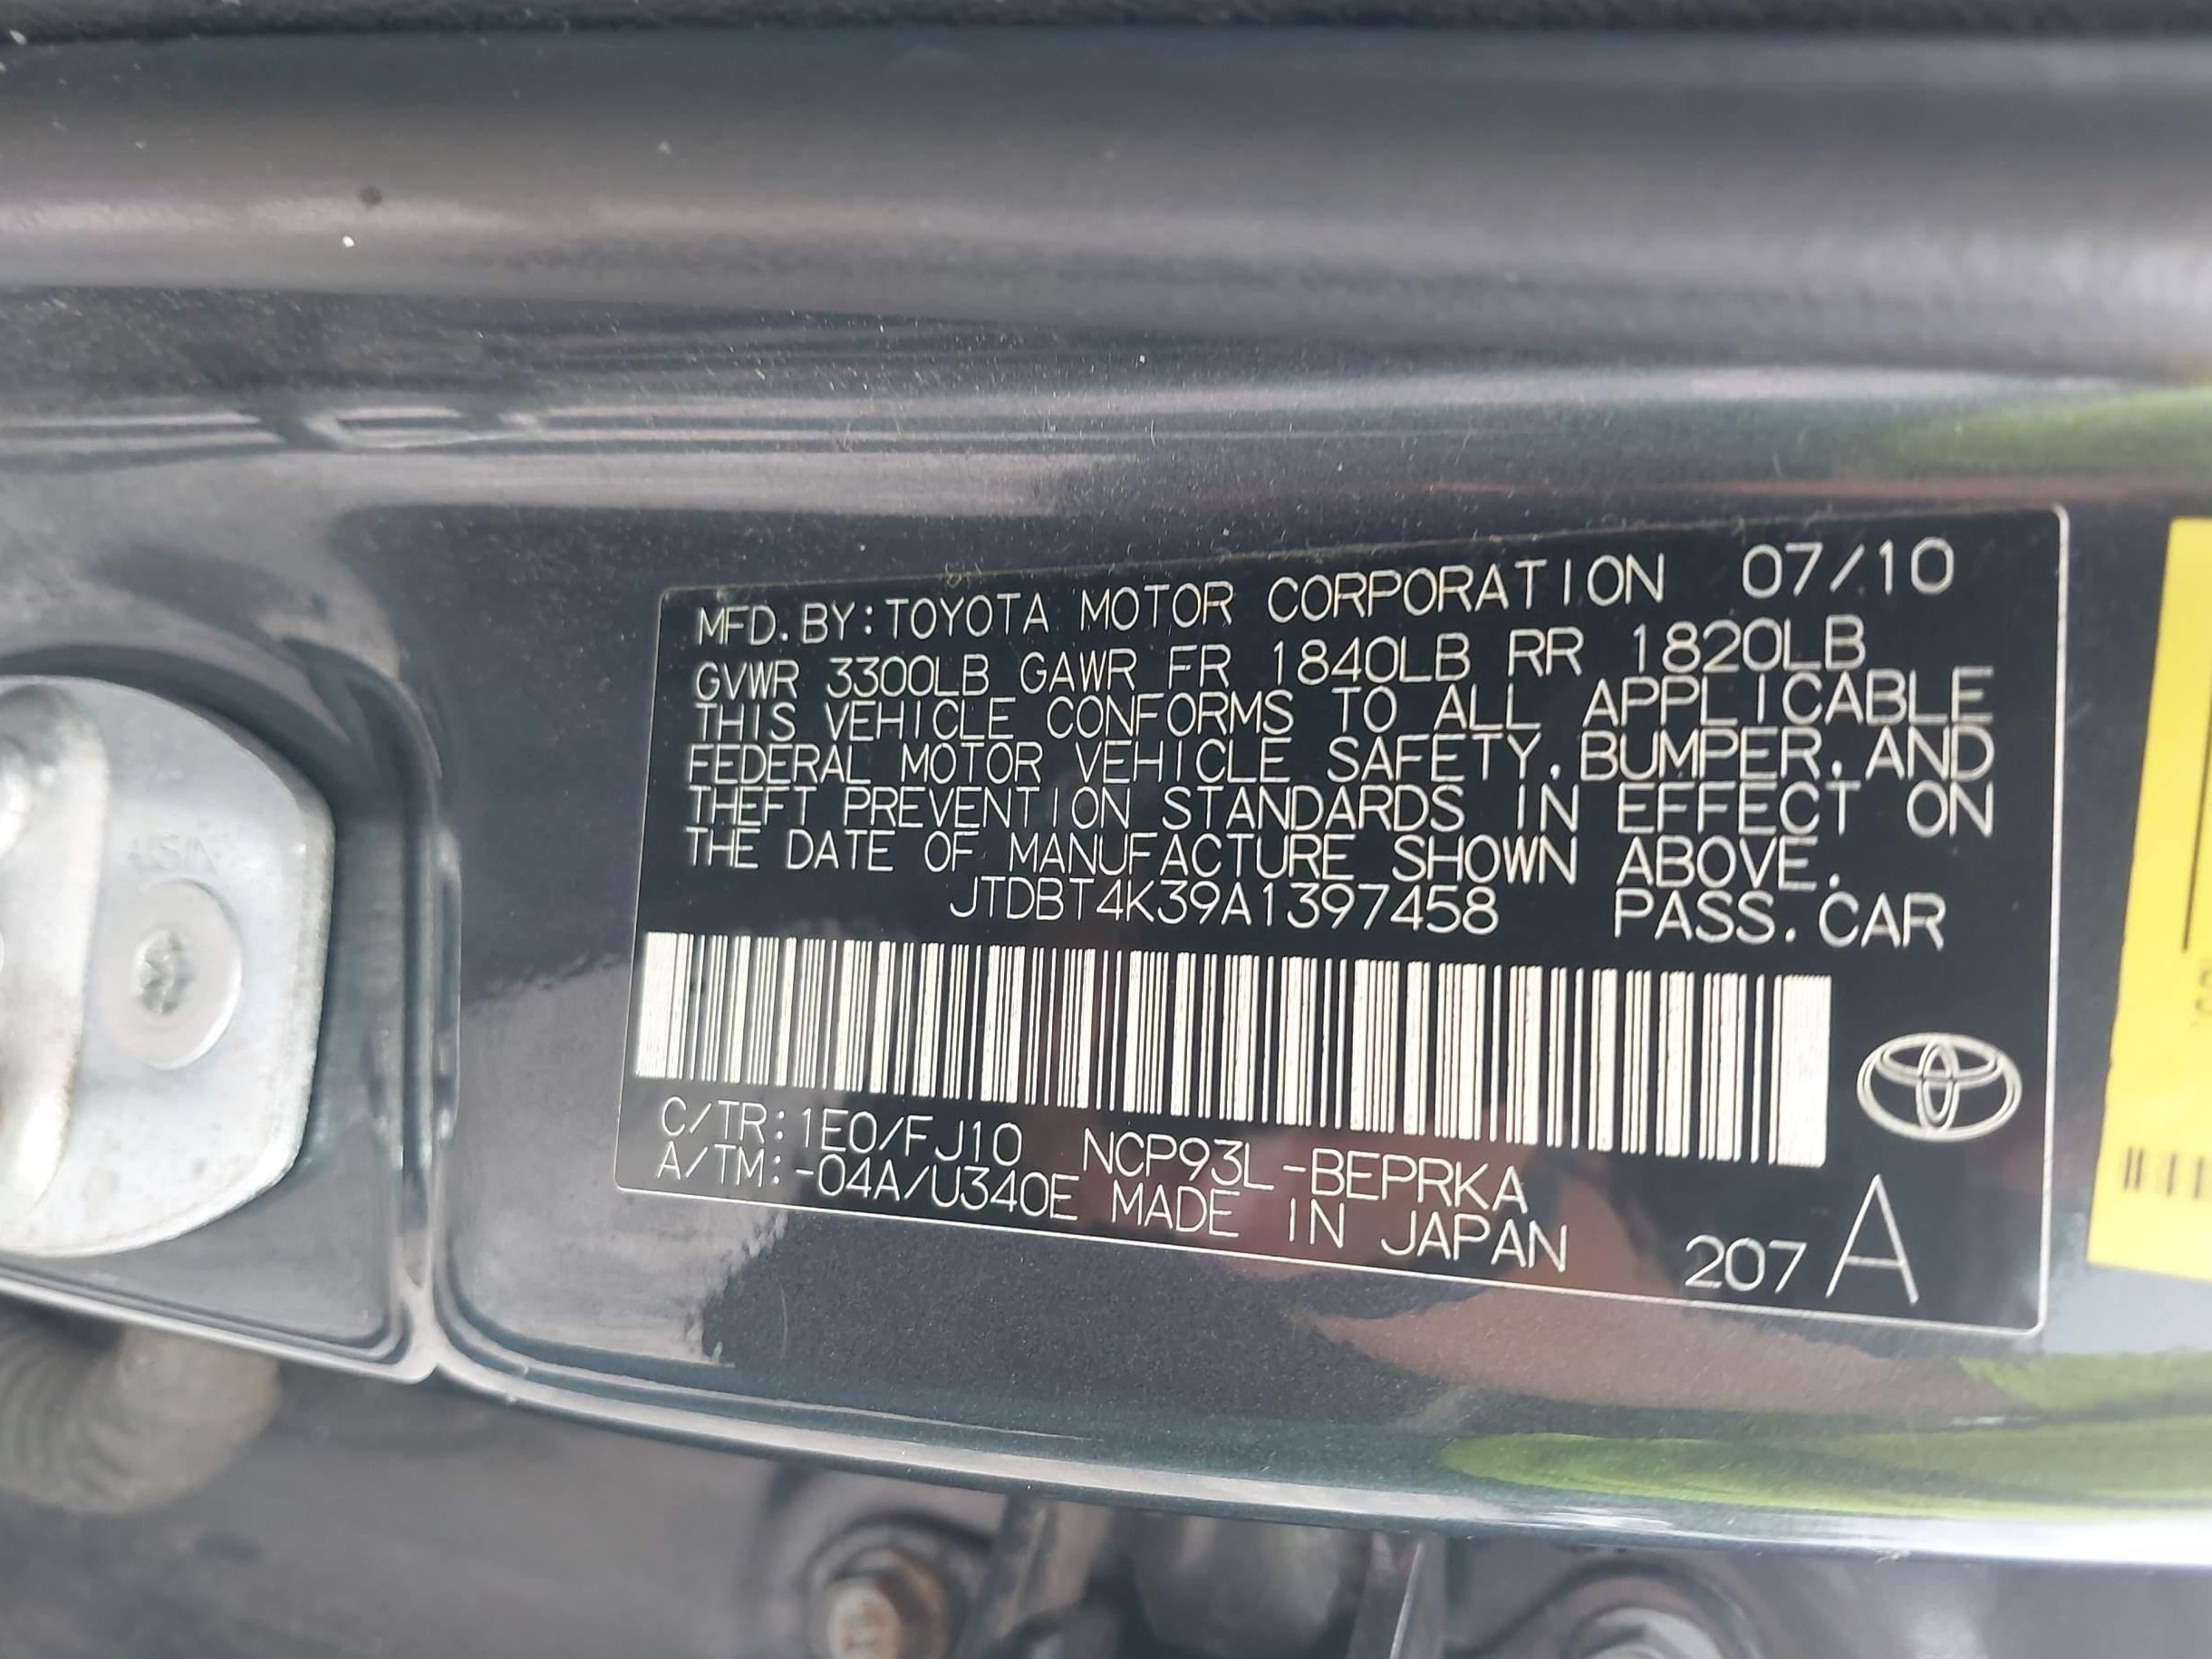 MFD. BY: TOYOTA MOTOR CORPORATION 07/10
GVWR 3300LB GAWR FR 1840LB RR 1820LB
THIS VEHICLE CONFORMS TO ALL APPLICABLE
FEDERAL MOTOR VEHICLE SAFETY, BUMPER, AND
THEFT PREVENTION STANDARDS IN EFFECT ON
THE DATE OF MANUFACTURE SHOWN ABOVE.
JTDBT4K39A1397458 PASS. CAR
C/TR: 1E0/FJ10 NCP93L-BEPRKA
A/TM: -04A/U340E MADE IN JAPAN 207 A
AISIN